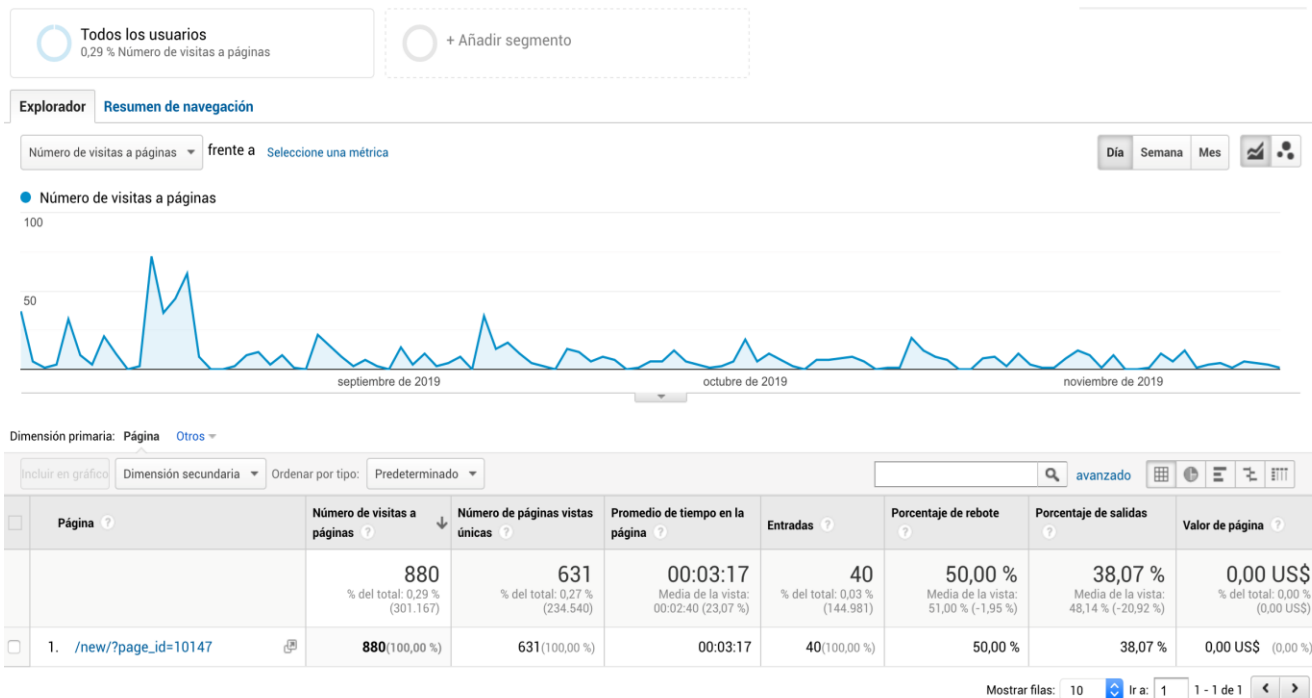 Todos los usuarios
0,29 % Número de visitas a páginas
+ Añadir segmento
Explorador Resumen de navegación
Número de visitas a páginas frente a Seleccione una métrica
Día Semana Mes
Número de visitas a páginas
100
50
septiembre de 2019 octubre de 2019 noviembre de 2019
Dimensión primaria: Página Otros
Incluir en gráfico Dimensión secundaria Ordenar por tipo: Predeterminado avanzado
Página ? Número de visitas a páginas ? Número de páginas vistas únicas ? Promedio de tiempo en la página ? Entradas ? Porcentaje de rebote ? Porcentaje de salidas ? Valor de página ?
880 631 00:03:17 40 50,00 % 38,07 % 0,00 US$
% del total: 0,29 % % del total: 0,27 % Media de la vista: % del total: 0,03 % Media de la vista: Media de la vista: % del total: 0,00 %
(301.167) (234.540) 00:02:40 (23,07 %) (144.981) 51,00 % (-1,95 %) 48,14 % (-20,92 %) (0,00 US$)
1. /new/?page_id=10147 880(100,00 %) 631(100,00 %) 00:03:17 40(100,00 %) 50,00 % 38,07 % 0,00 US$ (0,00 %)
Mostrar filas: 10 Ir a: 1 1 - 1 de 1